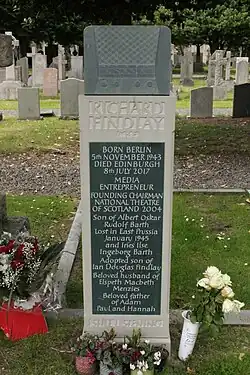 RICHARD
FINDLAY
BORN BERLIN
5th NOVEMBER 1943
DIED EDINBURGH
8th JULY 2017
MEDIA
ENTREPRENEUR
FOUNDING CHAIRMAN
NATIONAL THEATRE
OF SCOTLAND 2004
Son of Albert Oskar
Rudolf Barth
Lost in East Prussia
January 1945
and Iries Ilse
Ingeborg Barth
Adopted son of
Ian Douglas Findlay
Beloved husband of
Elspeth Macbeth
Menzies
Beloved father
of Adam
Paul and Hannah